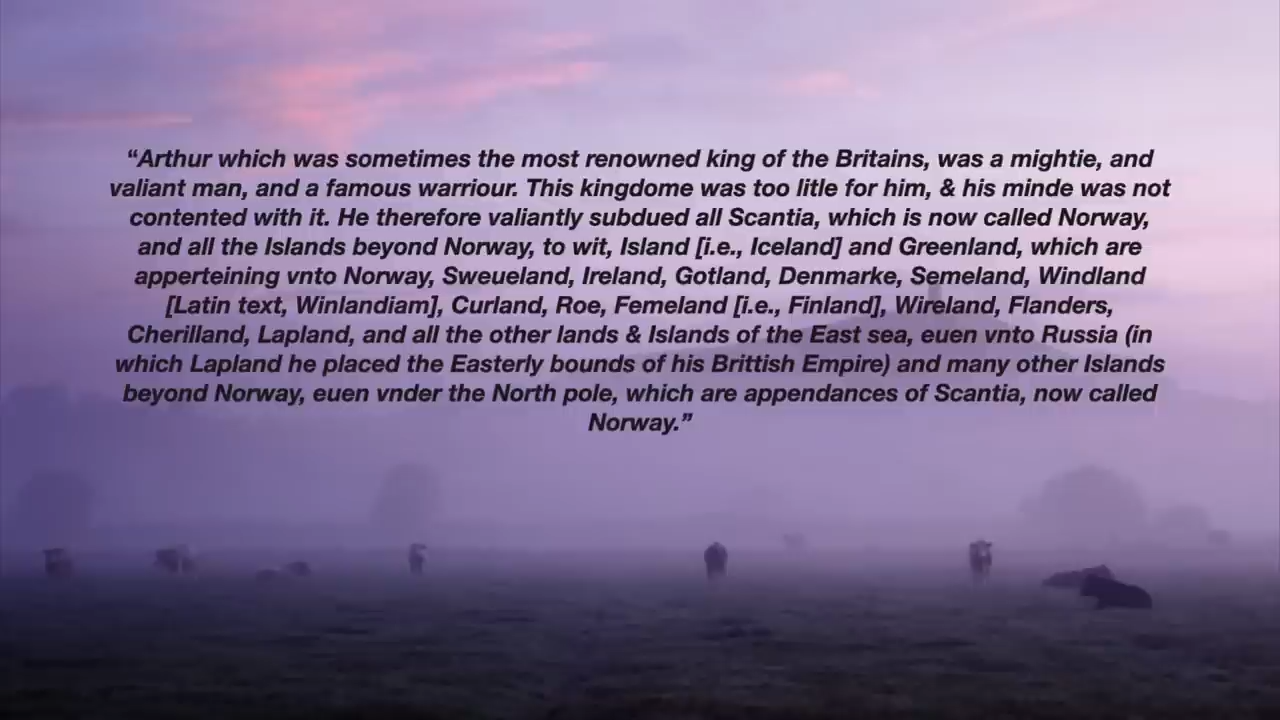 “Arthur which was sometimes the most renowned king of the Britains, was a mightie, and
valiant man, and a famous warriour. This kingdome was too litle for him, & his minde was not
contented with it. He therefore valiantly subdued all Scantia, which is now called Norway,
and all the Islands beyond Norway, to wit, Island [i.e., Iceland] and Greenland, which are
apperteining vnto Norway, Sweueland, Ireland, Gotland, Denmarke, Semeland, Windland
[Latin text, Winlandiam], Curland, Roe, Femeland [i.e., Finland], Wireland, Flanders,
Cherilland, Lapland, and all the other lands & Islands of the East sea, euen vnto Russia (in
which Lapland he placed the Easterly bounds of his Brittish Empire) and many other Islands
beyond Norway, euen vnder the North pole, which are appendances of Scantia, now called
Norway.”